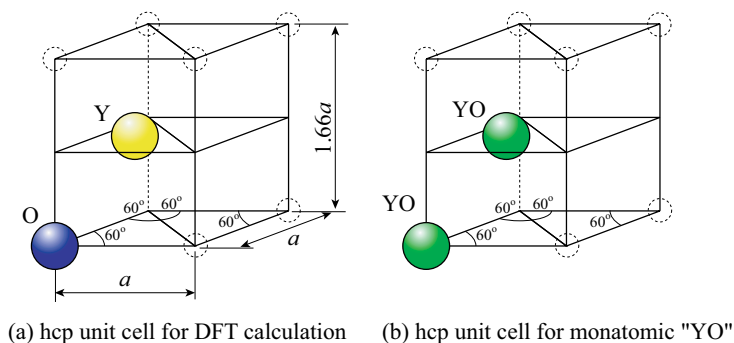 Y
O
60°
60°
60°
60°
a
a
1.66a
YO
YO
60°
60°
60°
60°
(a) hcp unit cell for DFT calculation
(b) hcp unit cell for monatomic "YO"